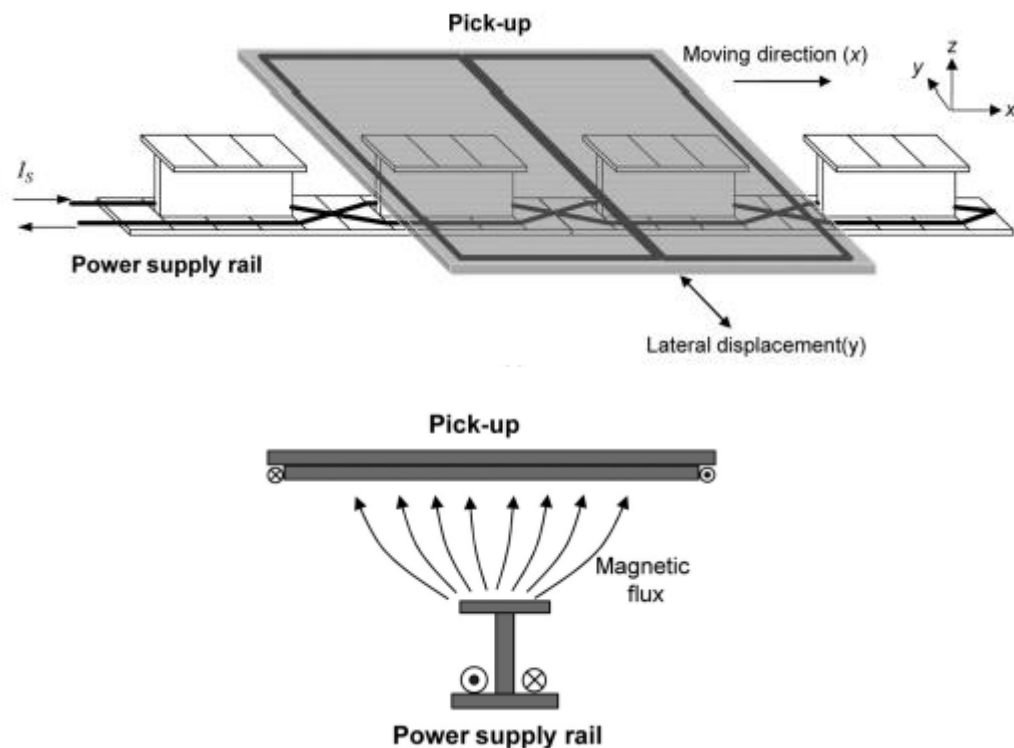 Pick-up
Moving direction (x)
z
y
x
I_S
Power supply rail
Lateral displacement(y)
Pick-up
Magnetic
flux
Power supply rail